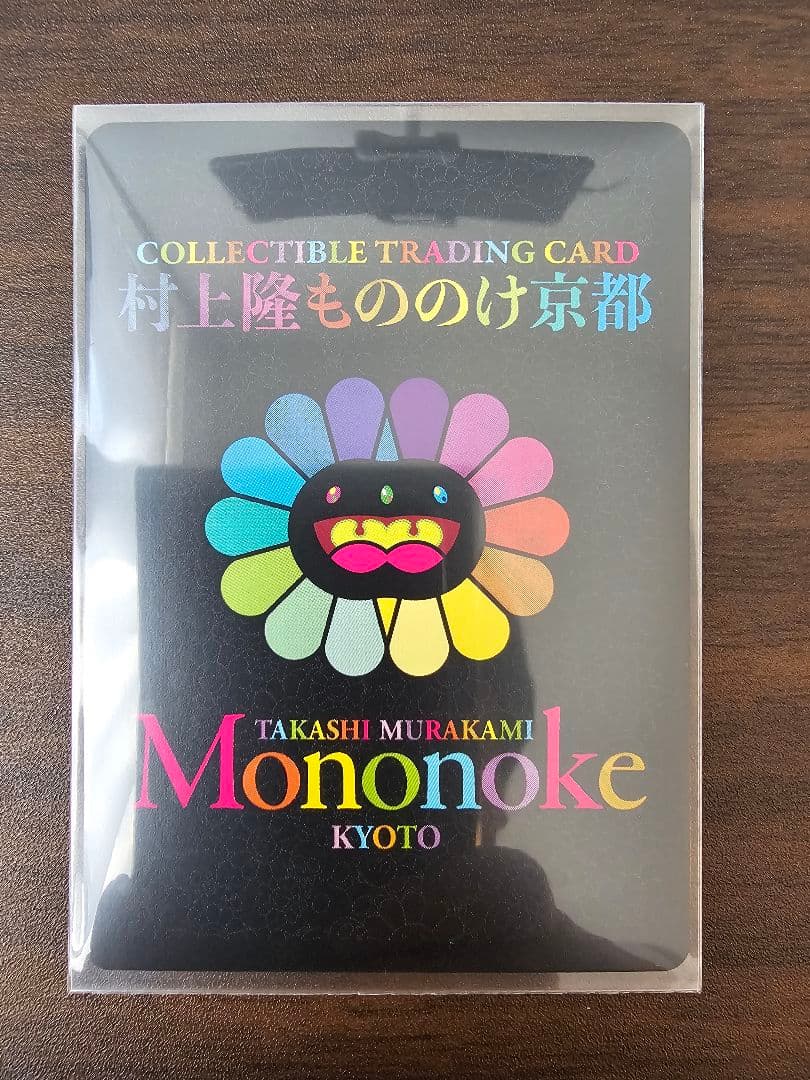 COLLECTIBLE TRADING CARD
村上隆もののけ京都
TAKASHI MURAKAMI
Mononoke
KYOTO